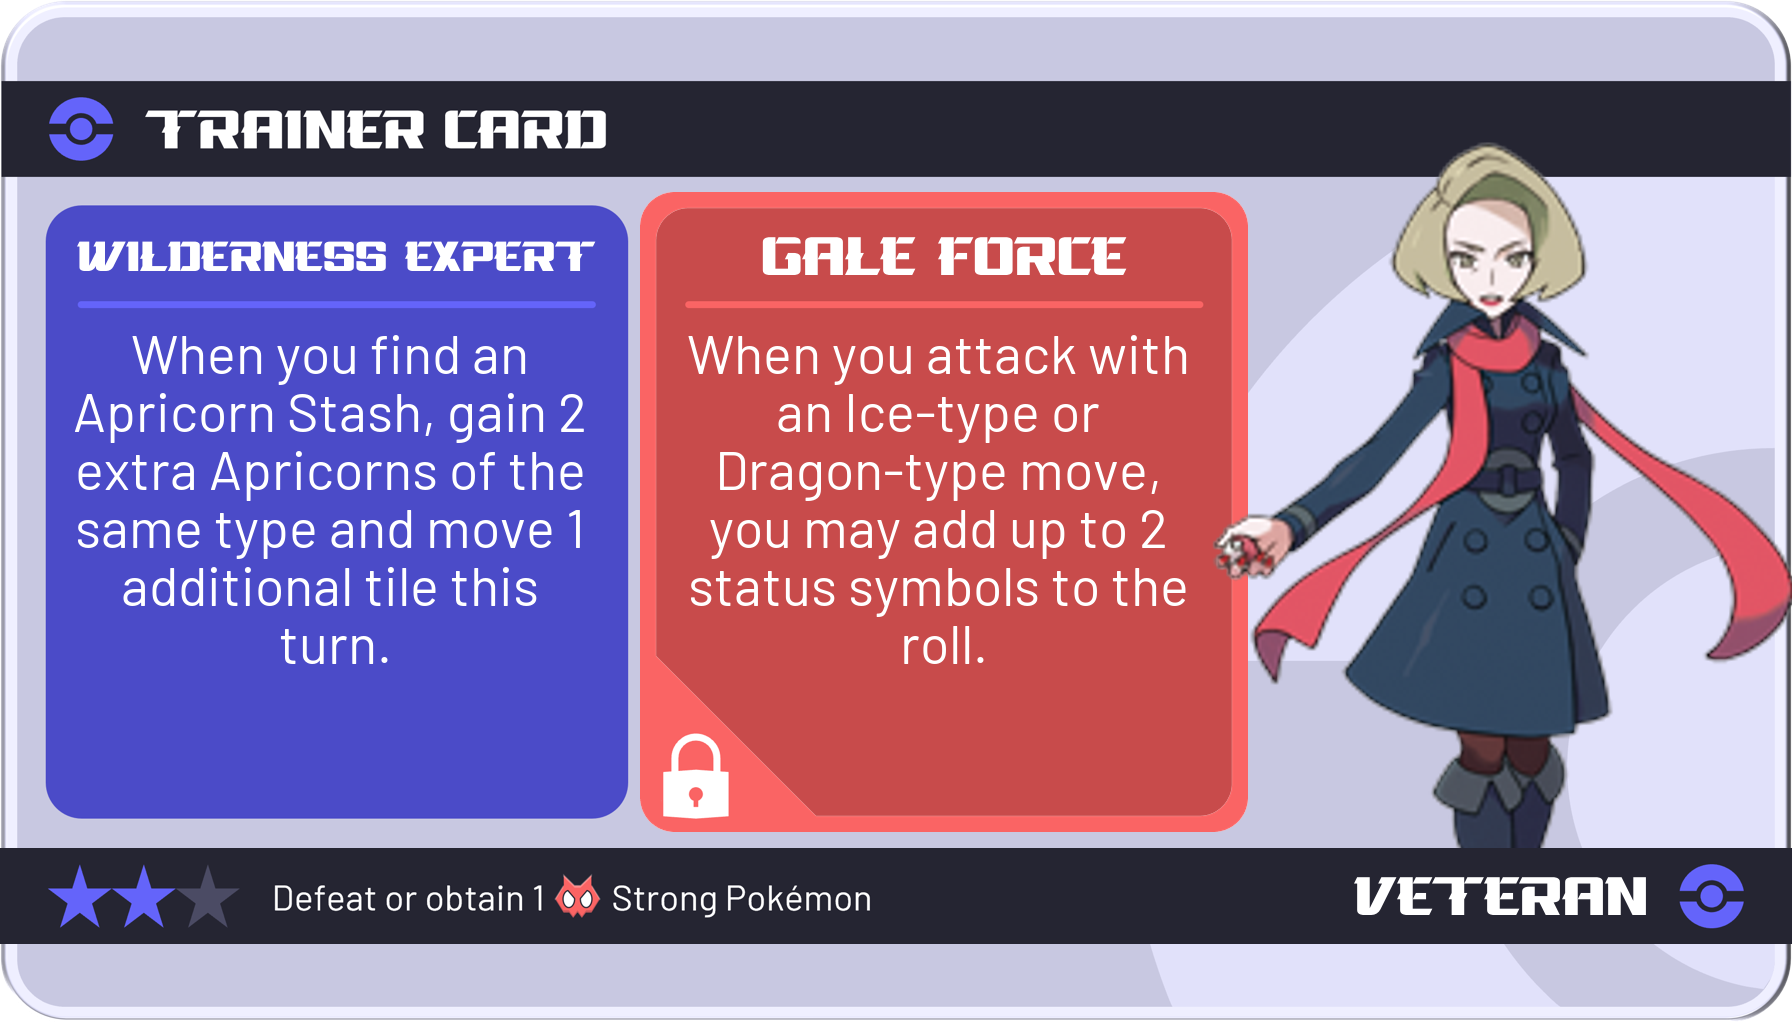 TRAINER CARD
WILDERNESS EXPERT
When you find an
Apricorn Stash, gain 2
extra Apricorns of the
same type and move 1
additional tile this
turn.
GALE FORCE
When you attack with
an Ice-type or
Dragon-type move,
you may add up to 2
status symbols to the
roll.
Defeat or obtain 1 Strong Pokémon
VETERAN